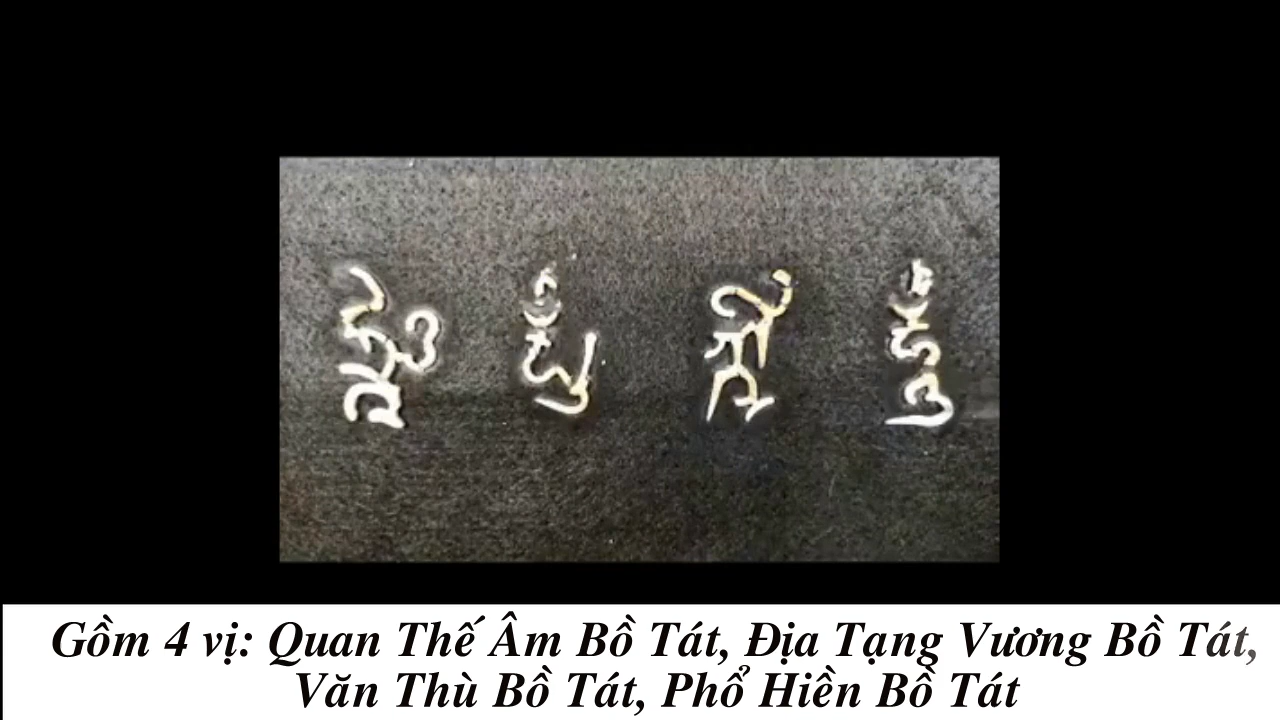 Gồm 4 vị: Quan Thế Âm Bồ Tát, Địa Tạng Vương Bồ Tát,
Văn Thù Bồ Tát, Phổ Hiền Bồ Tát